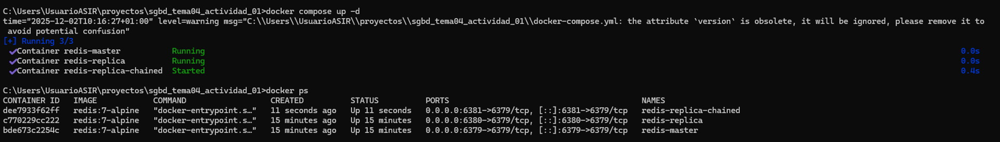 C:\Users\UsuarioASIR\proyectos\sgbd_tema04_actividad_01>docker compose up -d
time="2025-12-02T10:16:27+01:00" level=warning msg="C:\\Users\\UsuarioASIR\\proyectos\\sgbd_tema04_actividad_01\\docker-compose.yml: the attribute `version` is obsolete, it will be ignored, please remove it to
 avoid potential confusion"
[+] Running 3/3
 ✔Container redis-master Running 0.0s
 ✔Container redis-replica Running 0.0s
 ✔Container redis-replica-chained Started 0.4s
C:\Users\UsuarioASIR\proyectos\sgbd_tema04_actividad_01>docker ps
CONTAINER ID IMAGE COMMAND CREATED STATUS PORTS NAMES
dee7933f62ff redis:7-alpine "docker-entrypoint.s…" 11 seconds ago Up 11 seconds 0.0.0.0:6381->6379/tcp, [::]:6381->6379/tcp redis-replica-chained
c770229cc222 redis:7-alpine "docker-entrypoint.s…" 15 minutes ago Up 15 minutes 0.0.0.0:6380->6379/tcp, [::]:6380->6379/tcp redis-replica
bde673c2254c redis:7-alpine "docker-entrypoint.s…" 15 minutes ago Up 15 minutes 0.0.0.0:6379->6379/tcp, [::]:6379->6379/tcp redis-master